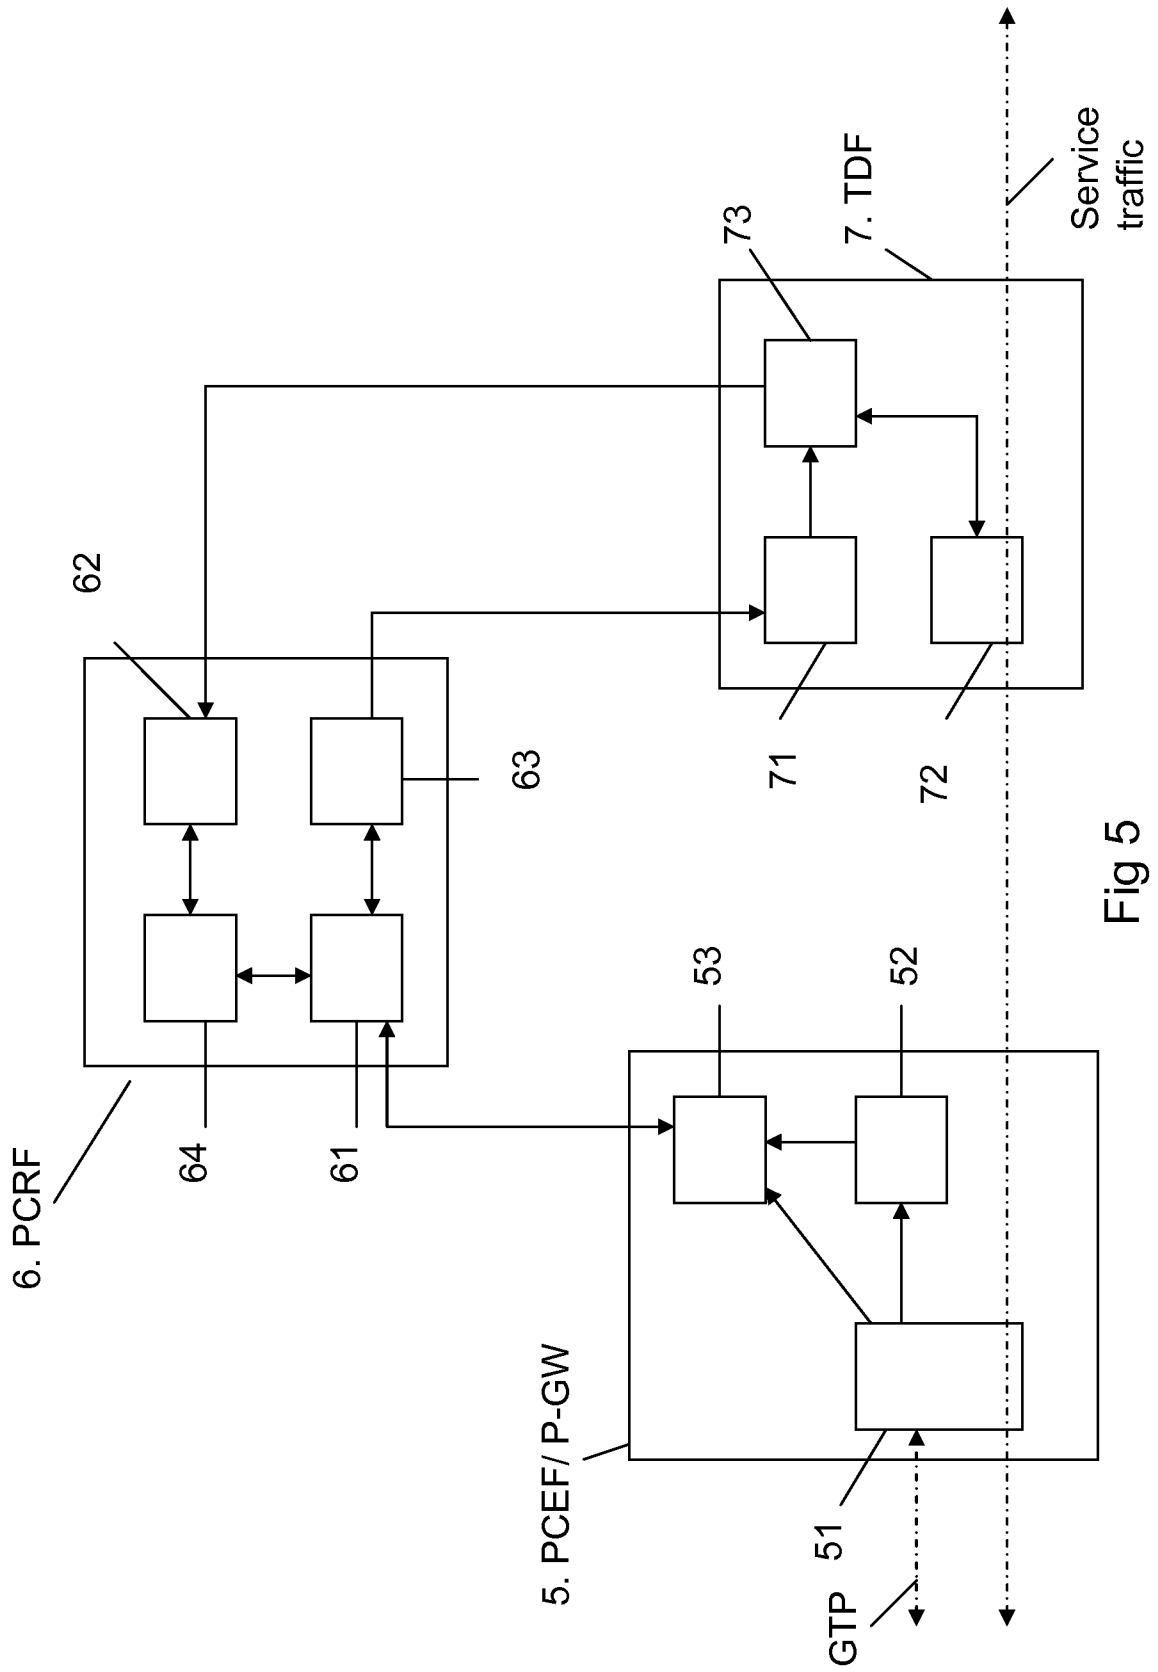 6. PCRF
64
61
62
63
5. PCEF/ P-GW
53
52
51
GTP
7. TDF
73
71
72
Service
traffic
Fig 5